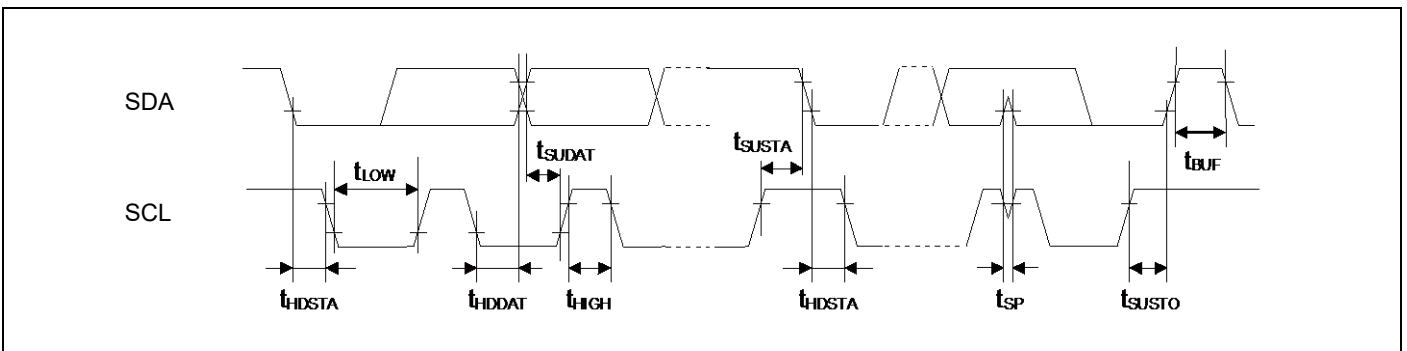 SDA
tSUDAT
tSUSTA
tBUF
tLOW
SCL
tHDSTA
tHDDAT
tHIGH
tHDSTA
tSP
tSUSTO